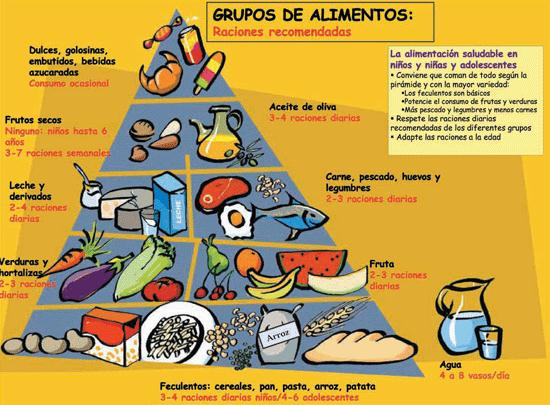 GRUPOS DE ALIMENTOS:
Raciones recomendadas
Dulces, golosinas,
embutidos, bebidas
azucaradas
Consumo ocasional
La alimentación saludable en
niños y niñas y adolescentes
• Conviene que coman de todo según la
pirámide y con la mayor variedad:
•Los feculentos son básicos
•Potencie el consumo de frutas y verduras
•Más pescado y legumbres y menos carnes
• Respete las raciones diarias
recomendadas de los diferentes grupos
• Adapte las raciones a la edad
Frutos secos
Ninguno: niños hasta 6
años
3-7 raciones semanales
Aceite de oliva
3-4 raciones diarias
Leche y
derivados
2-4 raciones
diarias
LECHE
Carne, pescado, huevos y
legumbres
2-3 raciones diarias
Verduras y
hortalizas
2-3 raciones
diarias
Fruta
2-3 raciones
diarias
Arroz
Agua
4 a 8 vasos/día
Feculentos: cereales, pan, pasta, arroz, patata
3-4 raciones diarias niños/4-6 adolescentes